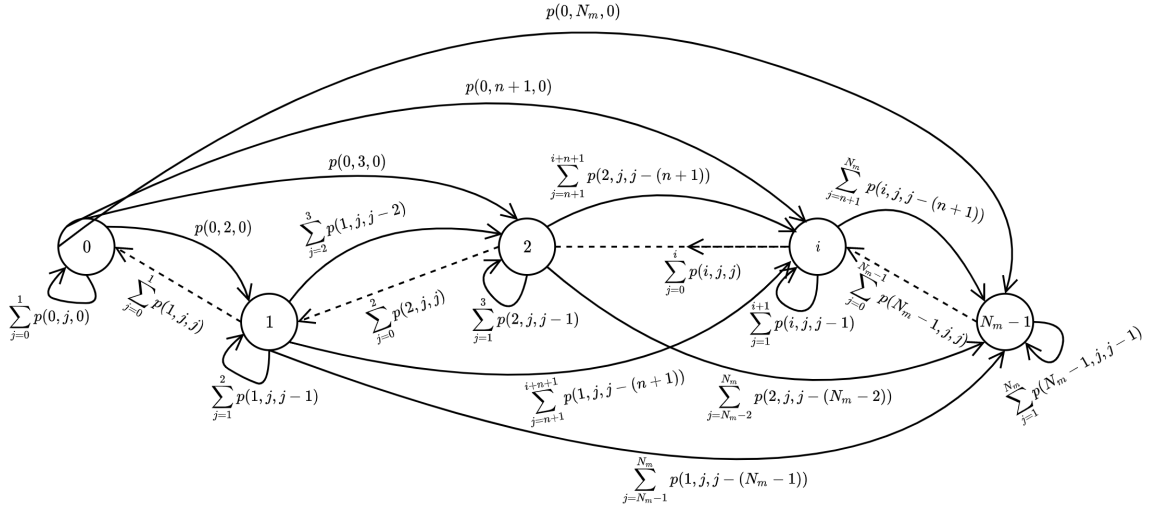 p(0, N_m, 0)
p(0, n+1, 0)
p(0, 3, 0)
p(0, 2, 0)
\sum_{j=2}^{3} p(1, j, j-2)
\sum_{j=n+1}^{i+n+1} p(2, j, j-(n+1))
\sum_{j=n+1}^{N_m} p(i, j, j-(n+1))
0
2
i
\sum_{j=0}^{1} p(1, j, j)
\sum_{j=0}^{i} p(i, j, j)
\sum_{j=0}^{N_m-1} p(N_m-1, j, j)
\sum_{j=0}^{1} p(0, j, 0)
1
\sum_{j=0}^{2} p(2, j, j)
\sum_{j=1}^{3} p(2, j, j-1)
\sum_{j=1}^{i+1} p(i, j, j-1)
N_m-1
\sum_{j=1}^{2} p(1, j, j-1)
\sum_{j=n+1}^{i+n+1} p(1, j, j-(n+1))
\sum_{j=N_m-2}^{N_m} p(2, j, j-(N_m-2))
\sum_{j=1}^{N_m} p(N_m-1, j, j-1)
\sum_{j=N_m-1}^{N_m} p(1, j, j-(N_m-1))